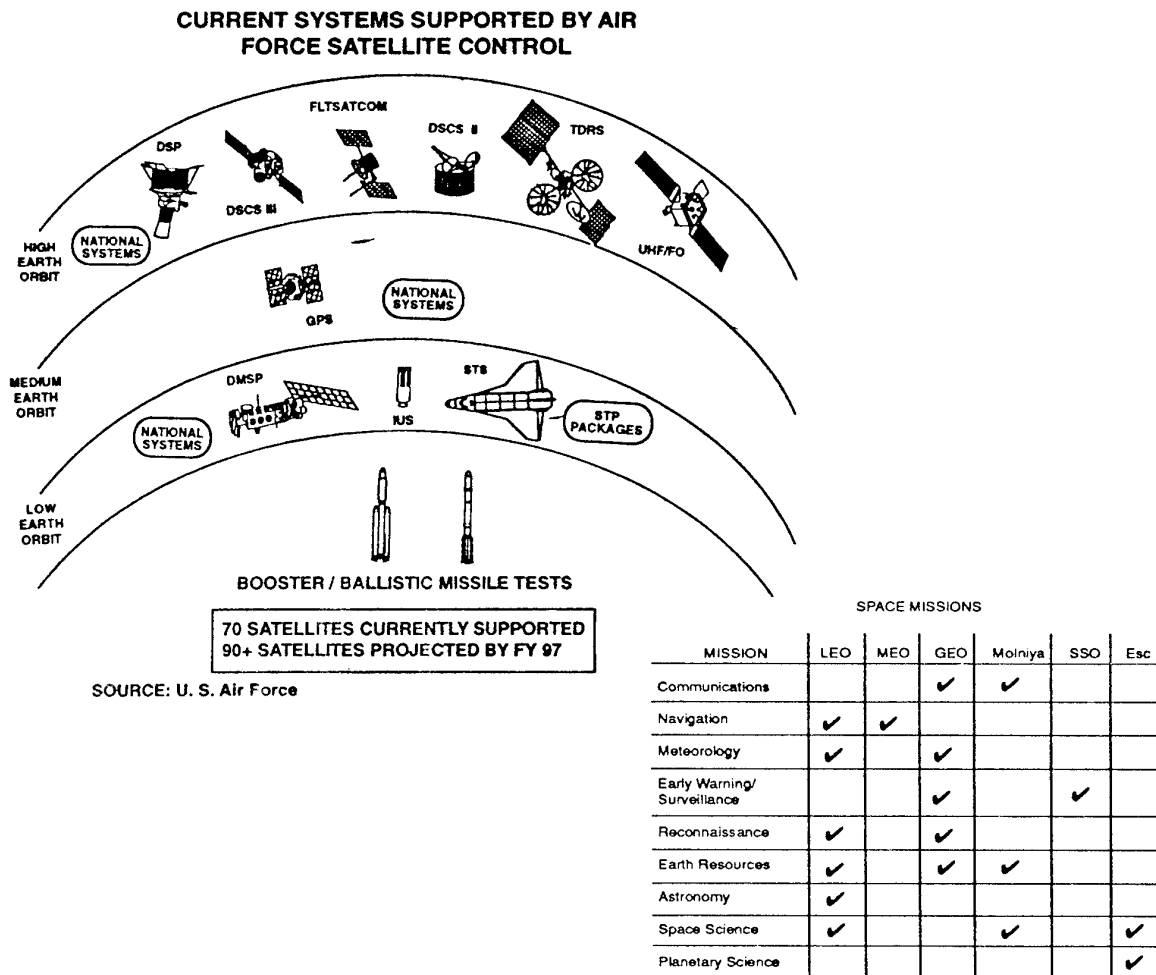 CURRENT SYSTEMS SUPPORTED BY AIR
FORCE SATELLITE CONTROL
FLTSATCOM
DSCS II
TDRS
DSP
DSCS III
UHF/FO
HIGH
EARTH
ORBIT
NATIONAL
SYSTEMS
GPS
NATIONAL
SYSTEMS
MEDIUM
EARTH
ORBIT
DMSP
IUS
STS
NATIONAL
SYSTEMS
STP
PACKAGES
LOW
EARTH
ORBIT
BOOSTER / BALLISTIC MISSILE TESTS
70 SATELLITES CURRENTLY SUPPORTED
90+ SATELLITES PROJECTED BY FY 97
SOURCE: U. S. Air Force
SPACE MISSIONS
MISSION LEO MEO GEO Molniya SSO Esc
Communications ✔ ✔
Navigation ✔ ✔
Meteorology ✔ ✔
Early Warning/
Surveillance ✔ ✔
Reconnaissance ✔ ✔
Earth Resources ✔ ✔ ✔
Astronomy ✔
Space Science ✔ ✔ ✔
Planetary Science ✔